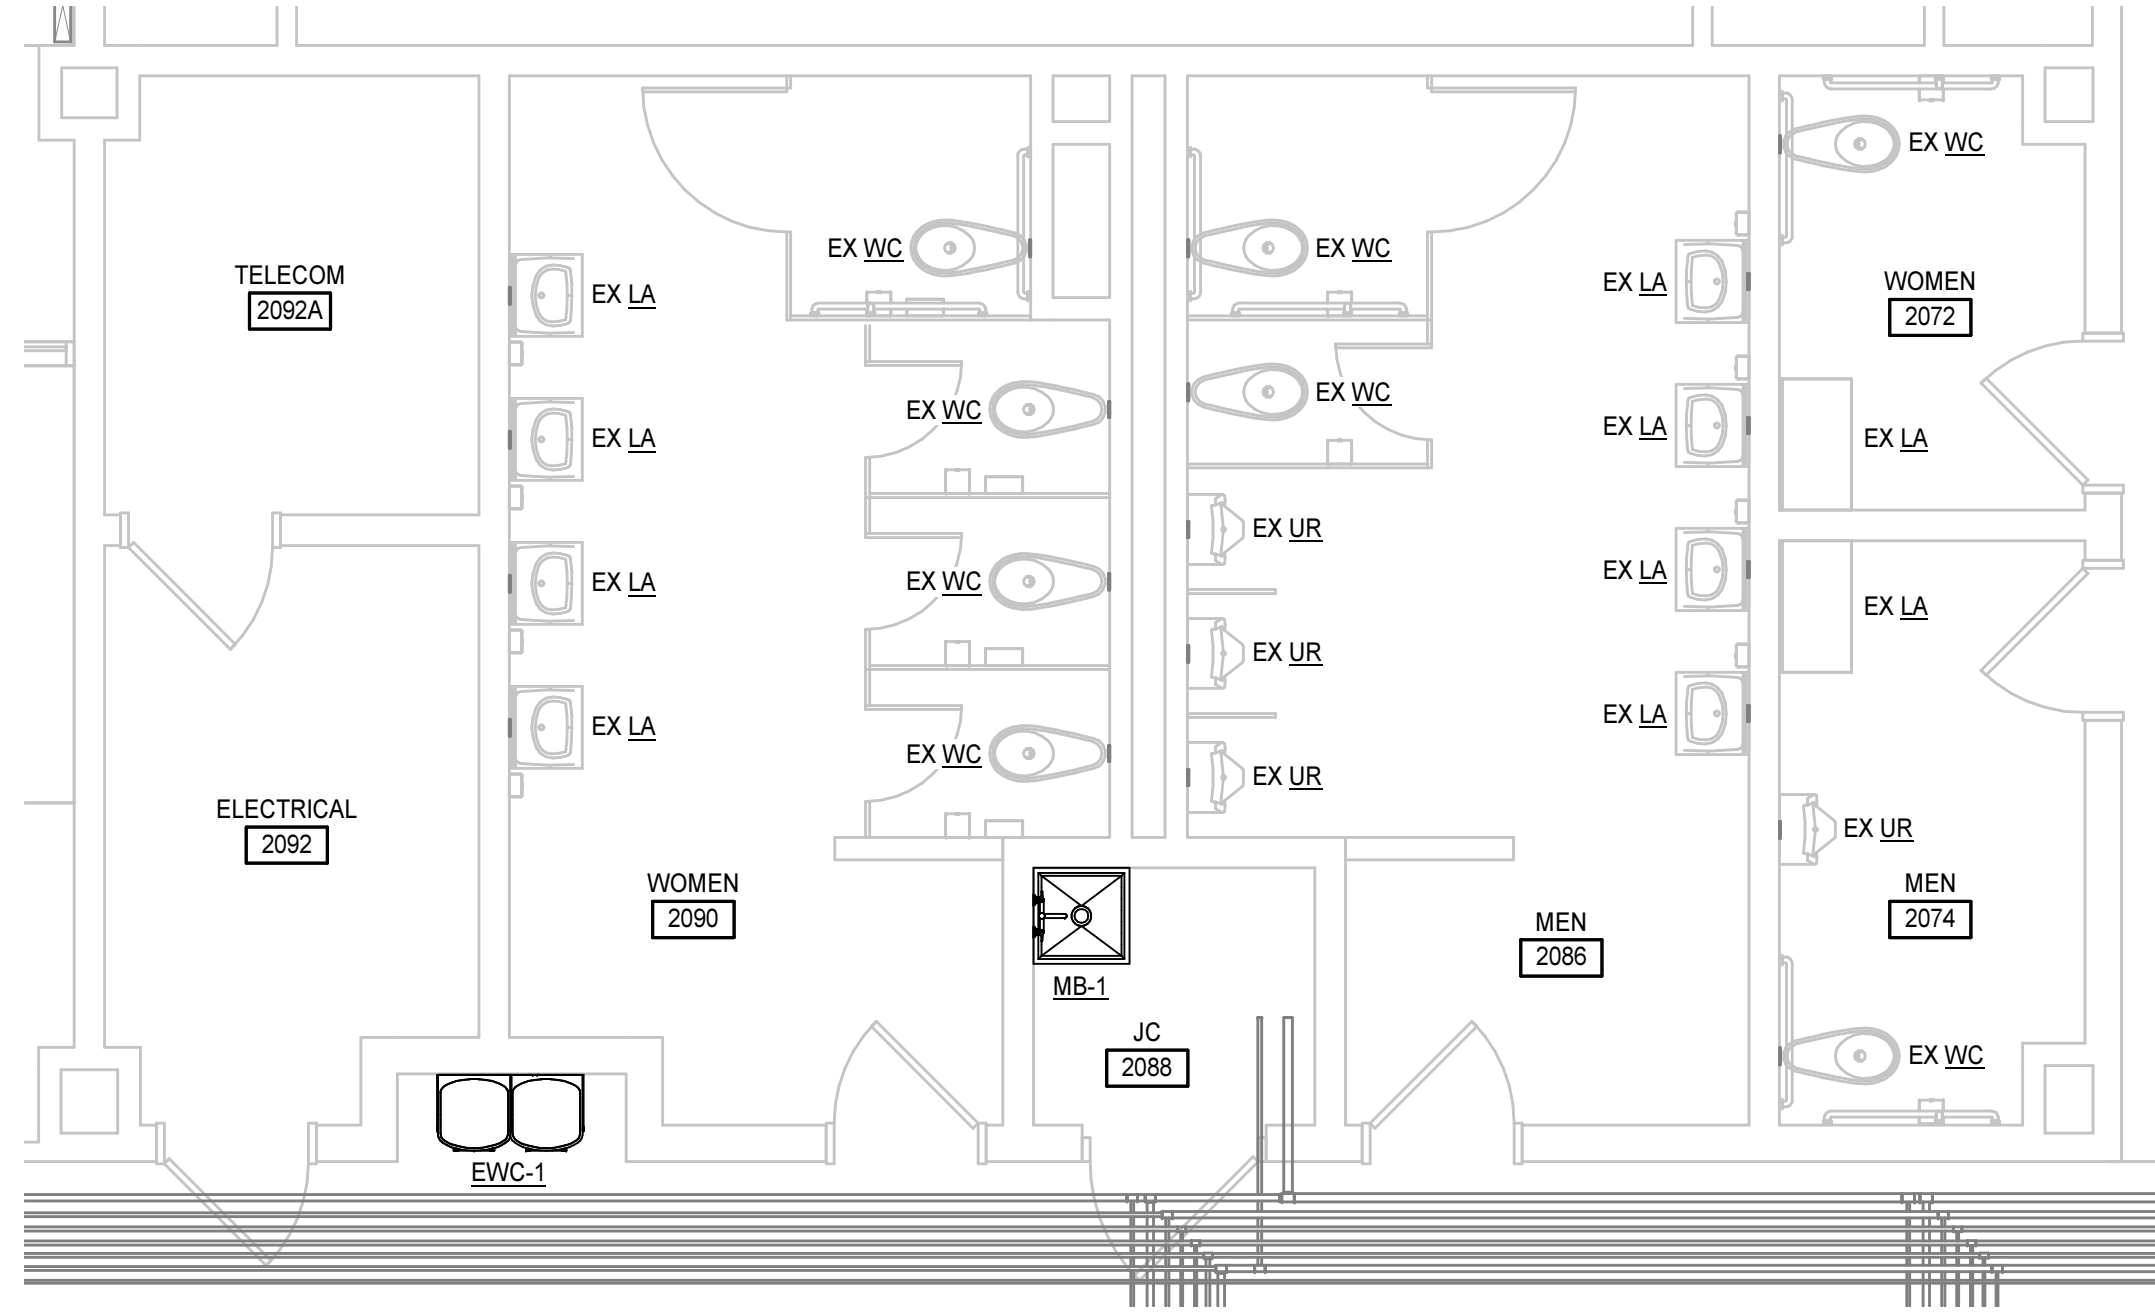 EX WC
EX WC
EX WC
TELECOM
2092A
EX LA
EX LA
WOMEN
2072
EX WC
EX WC
EX LA
EX LA
EX LA
EX UR
EX LA
EX WC
EX LA
EX LA
EX UR
EX LA
EX WC
EX LA
EX UR
ELECTRICAL
2092
EX UR
WOMEN
2090
MEN
2074
MEN
2086
MB-1
JC
2088
EX WC
EWC-1